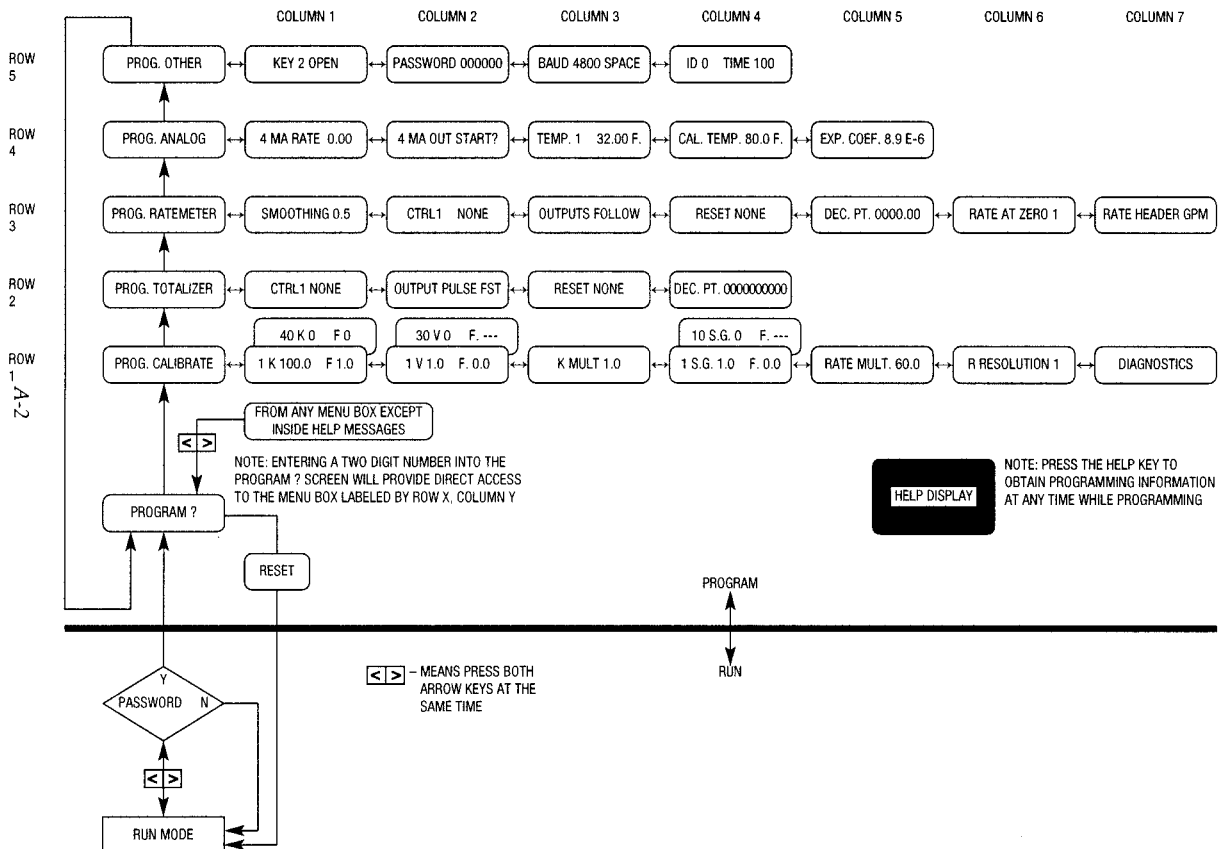 COLUMN 1 COLUMN 2 COLUMN 3 COLUMN 4 COLUMN 5 COLUMN 6 COLUMN 7
ROW 5
PROG. OTHER KEY 2 OPEN PASSWORD 000000 BAUD 4800 SPACE ID 0 TIME 100
ROW 4
PROG. ANALOG 4 MA RATE 0.00 4 MA OUT START? TEMP. 1 32.00 F. CAL. TEMP. 80.0 F. EXP. COEF. 8.9 E-6
ROW 3
PROG. RATEMETER SMOOTHING 0.5 CTRL1 NONE OUTPUTS FOLLOW RESET NONE DEC. PT. 0000.00 RATE AT ZERO 1 RATE HEADER GPM
ROW 2
PROG. TOTALIZER CTRL1 NONE OUTPUT PULSE FST RESET NONE DEC. PT. 0000000000
40 K 0 F 0 30 V 0 F. --- 10 S.G. 0 F. ---
ROW 1
PROG. CALIBRATE 1 K 100.0 F 1.0 1 V 1.0 F. 0.0 K MULT 1.0 1 S.G. 1.0 F. 0.0 RATE MULT. 60.0 R RESOLUTION 1 DIAGNOSTICS
A-2
FROM ANY MENU BOX EXCEPT
INSIDE HELP MESSAGES
< >
NOTE: ENTERING A TWO DIGIT NUMBER INTO THE
PROGRAM ? SCREEN WILL PROVIDE DIRECT ACCESS
TO THE MENU BOX LABELED BY ROW X, COLUMN Y
HELP DISPLAY
NOTE: PRESS THE HELP KEY TO
OBTAIN PROGRAMMING INFORMATION
AT ANY TIME WHILE PROGRAMMING
PROGRAM ?
RESET
PROGRAM
RUN
< > – MEANS PRESS BOTH
ARROW KEYS AT THE
SAME TIME
Y
PASSWORD N
< >
RUN MODE